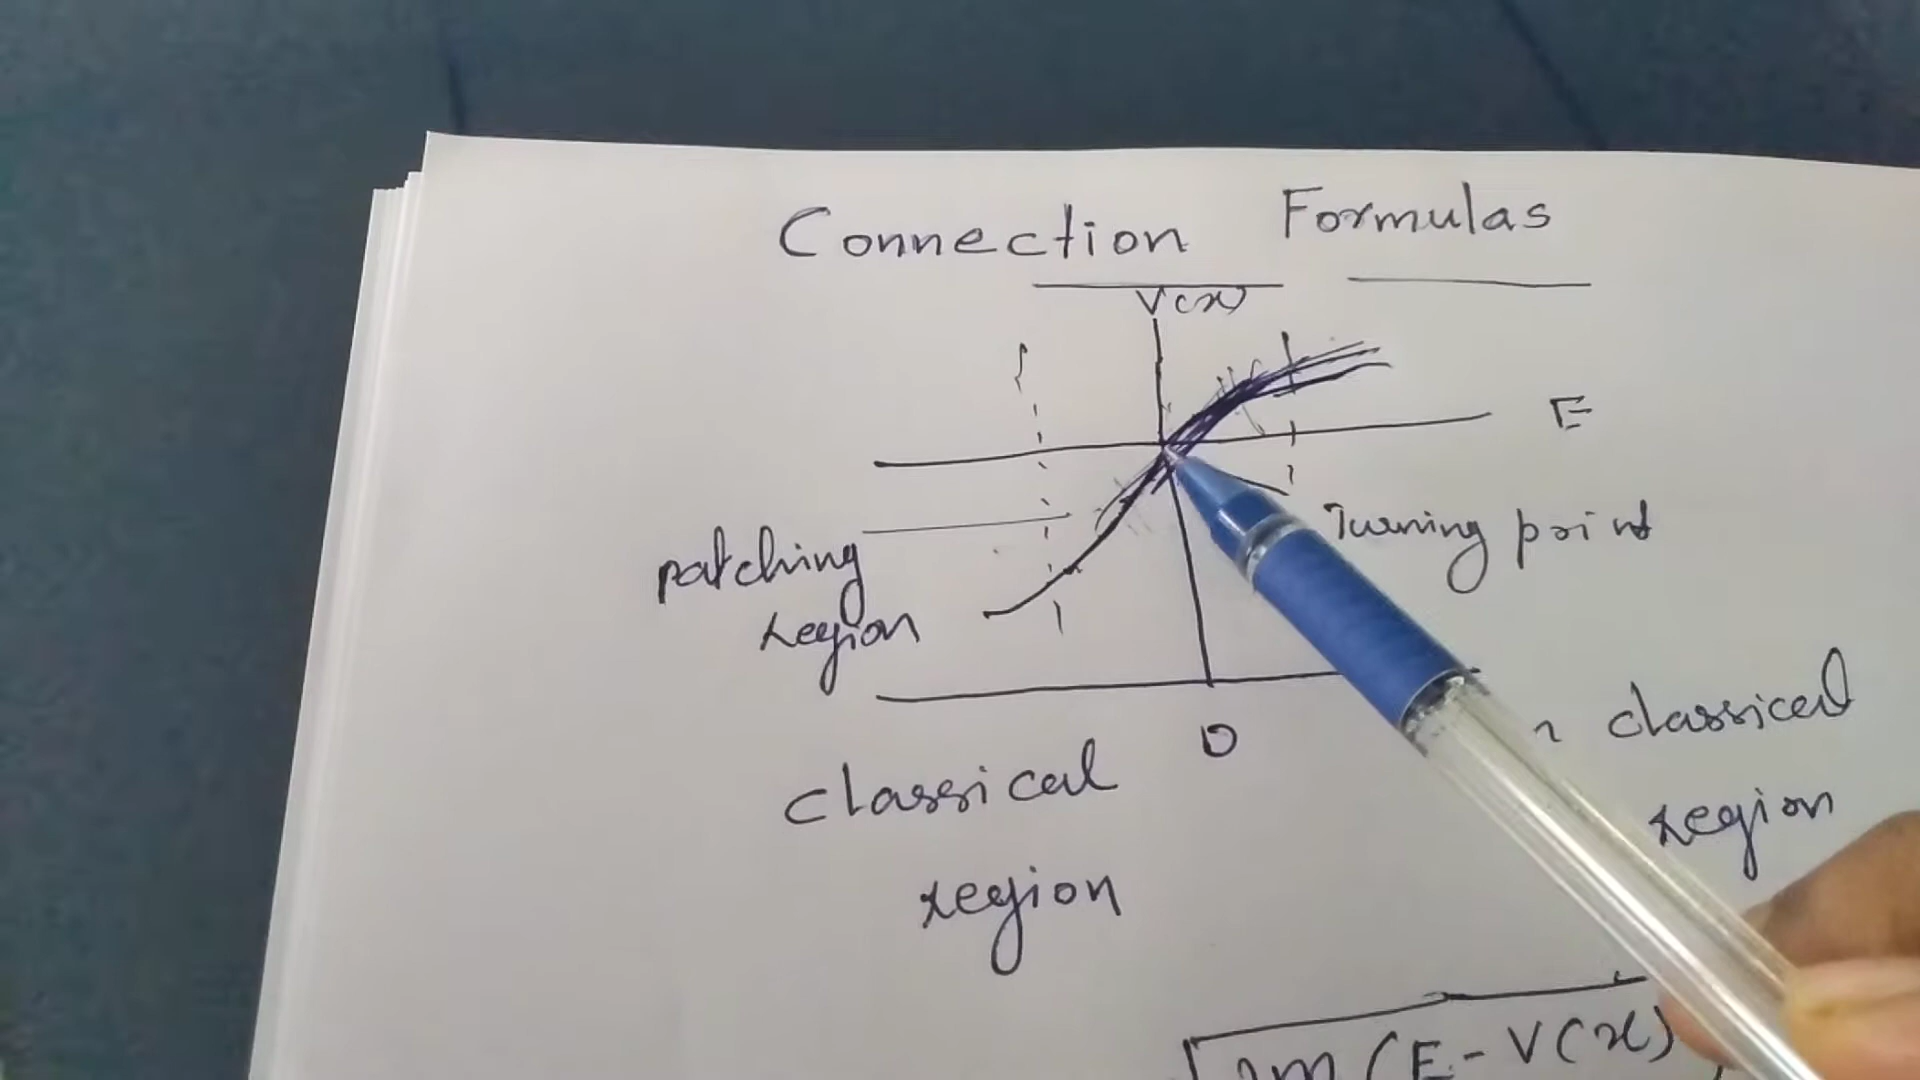 Connection Formulas
V(x)
E
Turning point
patching
region
0
classical
region
classical
region
√2m(E-V(x)